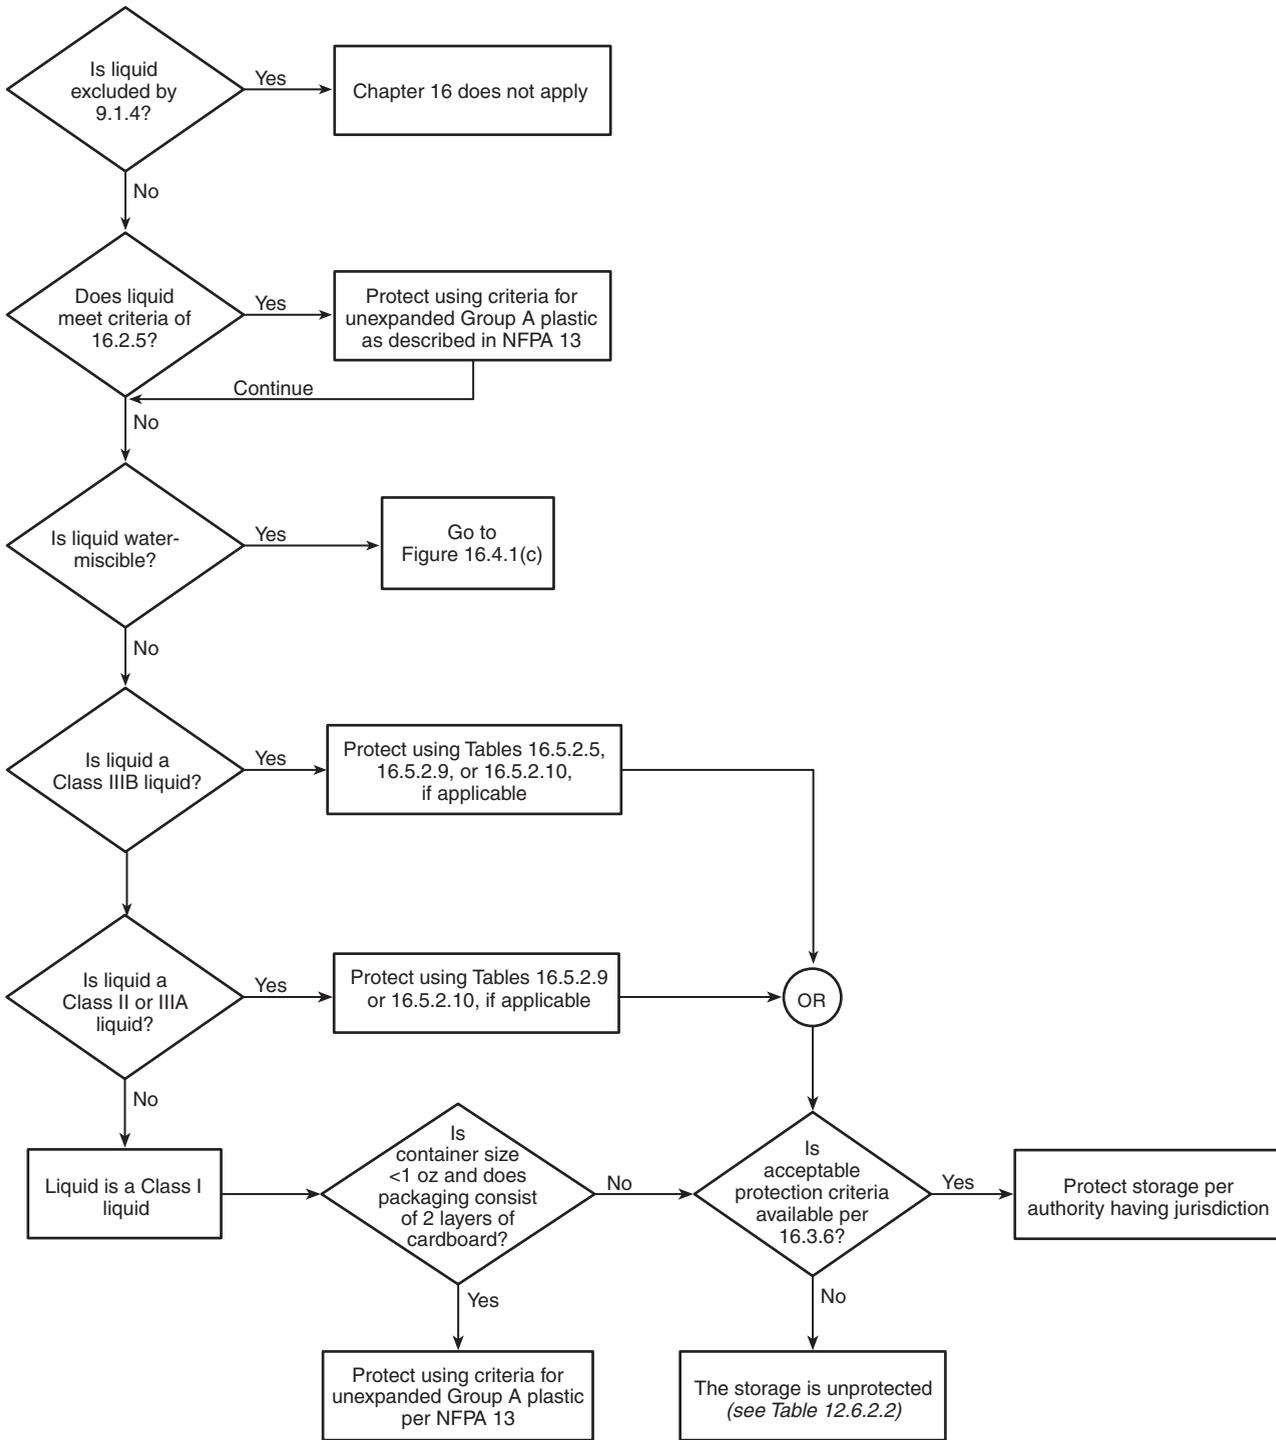 Is liquid
excluded by
9.1.4?
Yes
Chapter 16 does not apply
No
Does liquid
meet criteria of
16.2.5?
Yes
Protect using criteria for
unexpanded Group A plastic
as described in NFPA 13
Continue
No
Is liquid water-
miscible?
Yes
Go to
Figure 16.4.1(c)
No
Is liquid a
Class IIIB liquid?
Yes
Protect using Tables 16.5.2.5,
16.5.2.9, or 16.5.2.10,
if applicable
Is liquid a
Class II or IIIA
liquid?
Yes
Protect using Tables 16.5.2.9
or 16.5.2.10, if applicable
OR
No
Liquid is a Class I
liquid
Is
container size
<1 oz and does
packaging consist
of 2 layers of
cardboard?
No
Is
acceptable
protection criteria
available per
16.3.6?
Yes
Protect storage per
authority having jurisdiction
Yes
No
Protect using criteria for
unexpanded Group A plastic
per NFPA 13
The storage is unprotected
(see Table 12.6.2.2)